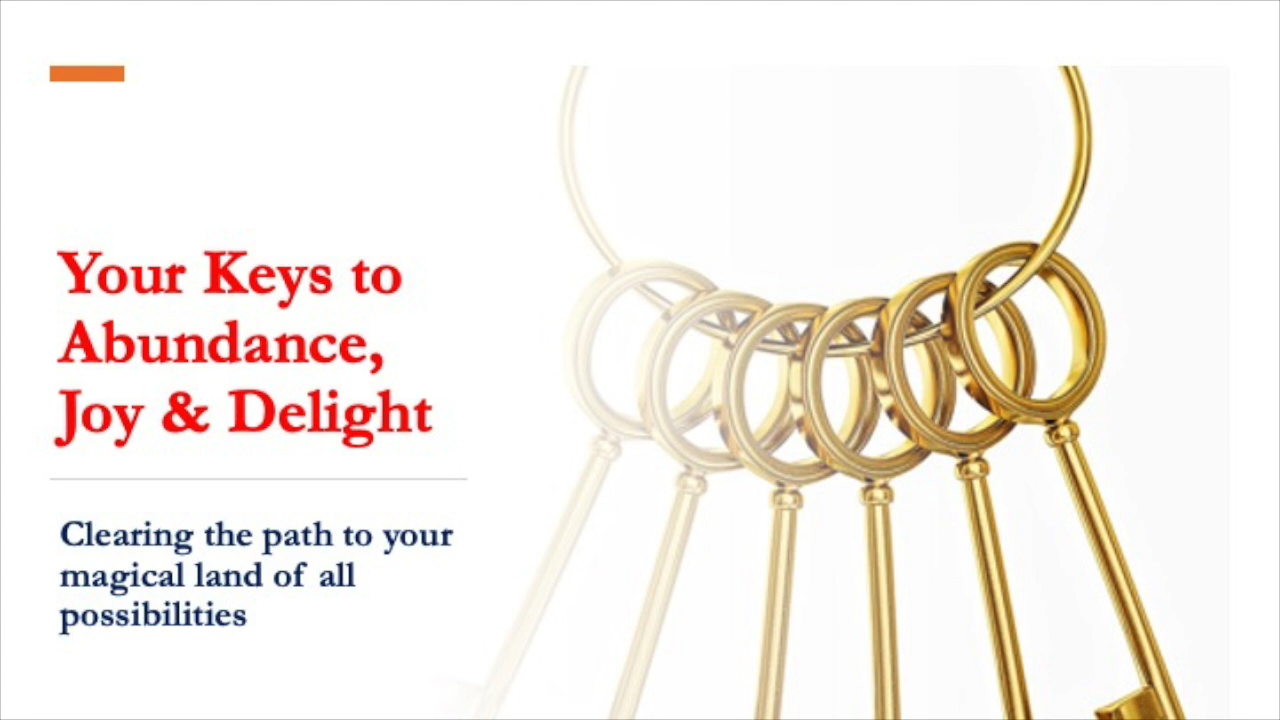 Your Keys to
Abundance,
Joy & Delight
Clearing the path to your
magical land of all
possibilities